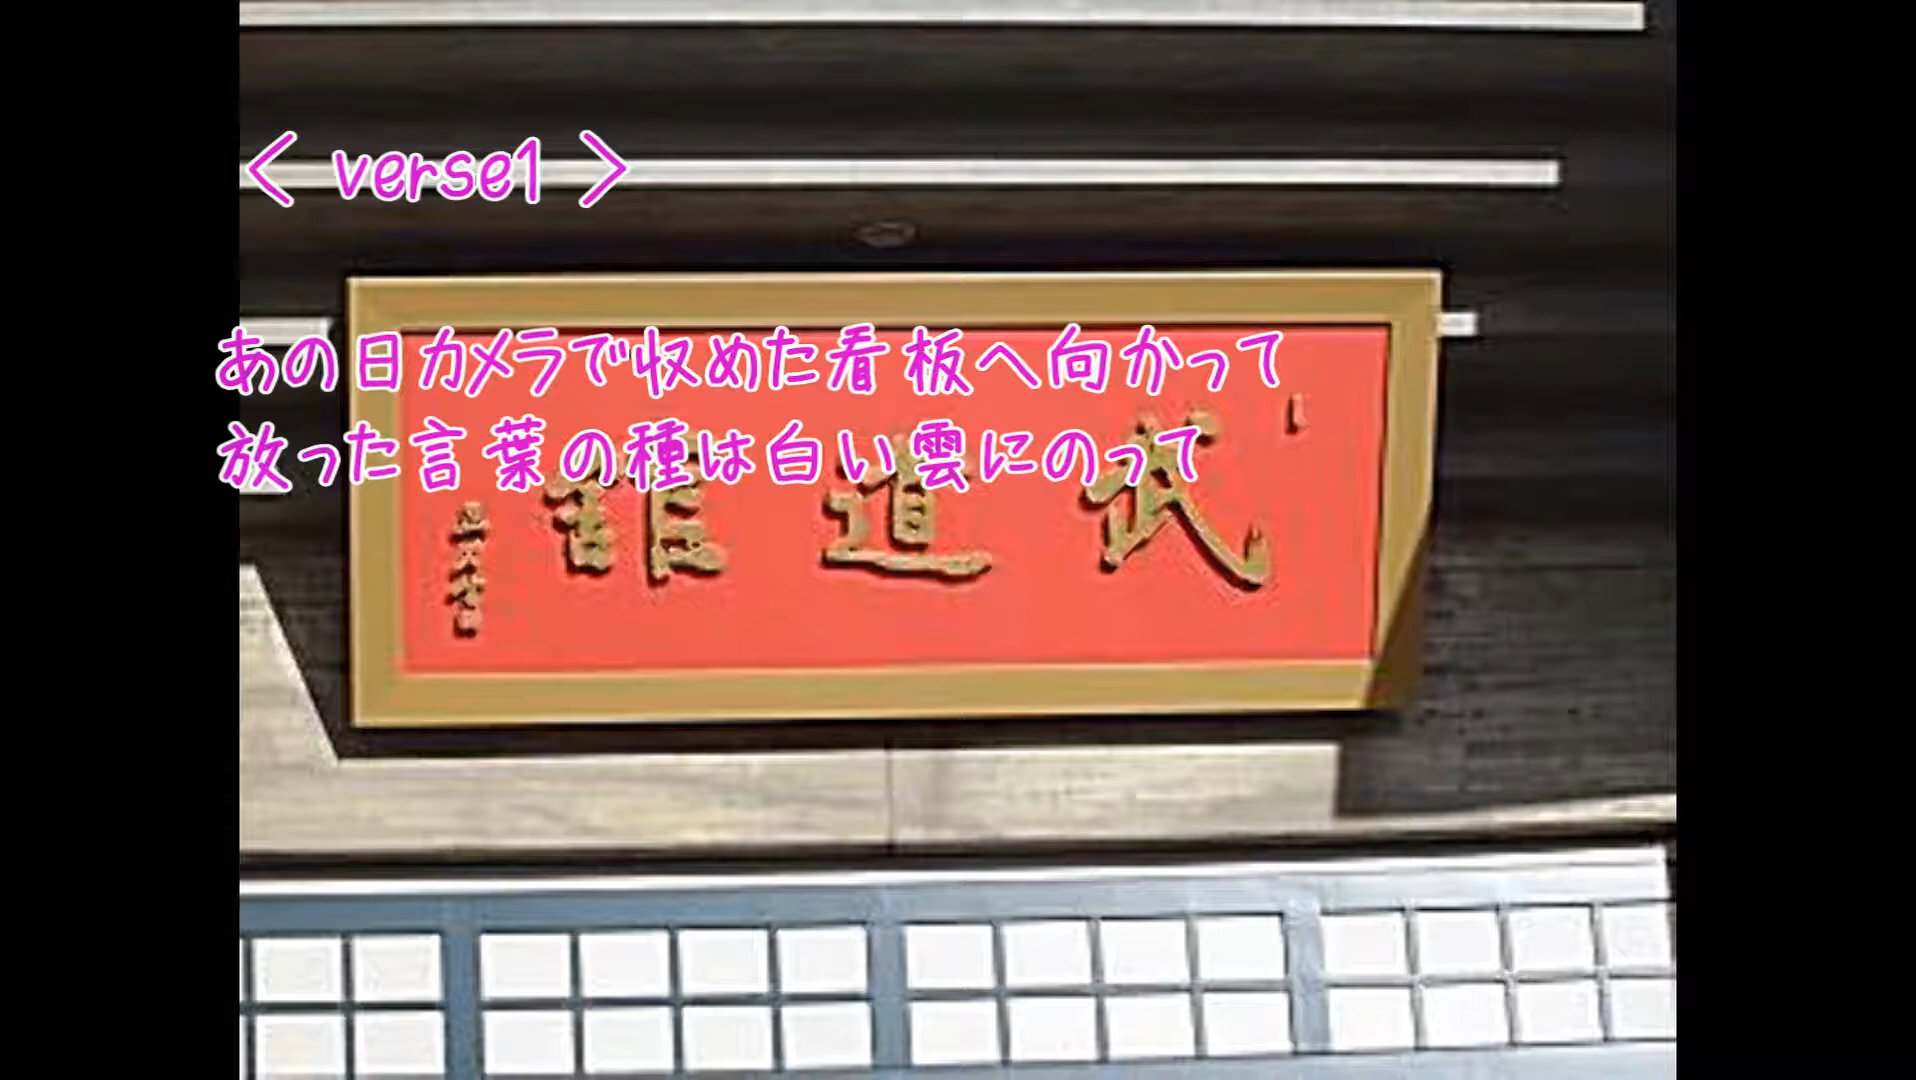 < verse1 >
あの日カメラで収めた看板へ向かって
放った言葉の種は白い雲にのって
館道武